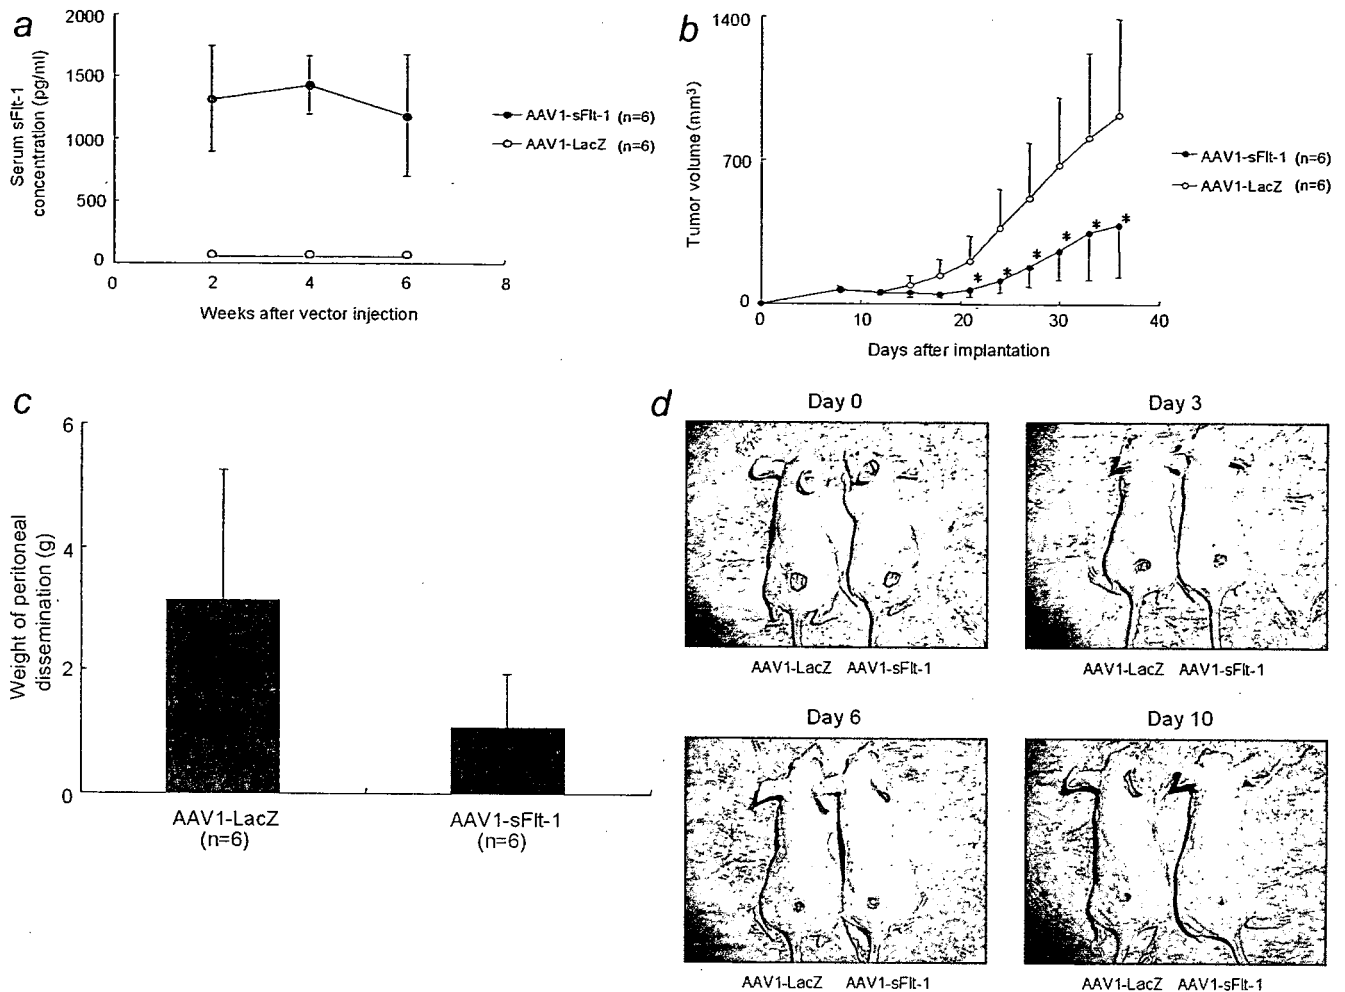 a
2000
1500
1000
500
0
Serum sFlt-1
concentration (pg/ml)
0 2 4 6 8
Weeks after vector injection
AAV1-sFlt-1 (n=6)
AAV1-LacZ (n=6)
b
1400
700
0
Tumor volume (mm³)
0 10 20 30 40
Days after implantation
* * * * * *
AAV1-sFlt-1 (n=6)
AAV1-LacZ (n=6)
c
6
4
2
0
Weight of peritoneal
dissemination (g)
AAV1-LacZ
(n=6)
AAV1-sFlt-1
(n=6)
d
Day 0
AAV1-LacZ AAV1-sFlt-1
Day 3
AAV1-LacZ AAV1-sFlt-1
Day 6
AAV1-LacZ AAV1-sFlt-1
Day 10
AAV1-LacZ AAV1-sFlt-1